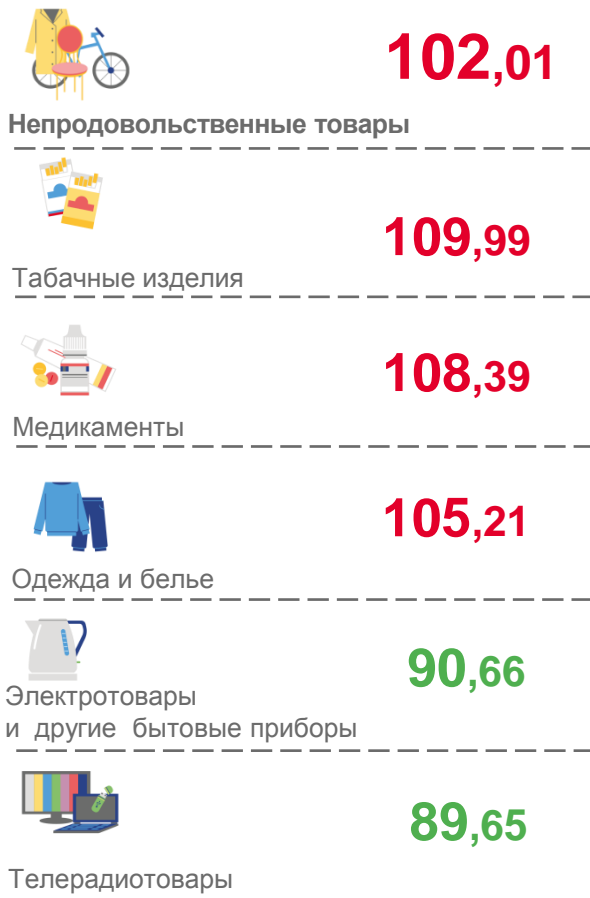 102,01
Непродовольственные товары
109,99
Табачные изделия
108,39
Медикаменты
105,21
Одежда и белье
90,66
Электротовары
и другие бытовые приборы
89,65
Телерадиотовары